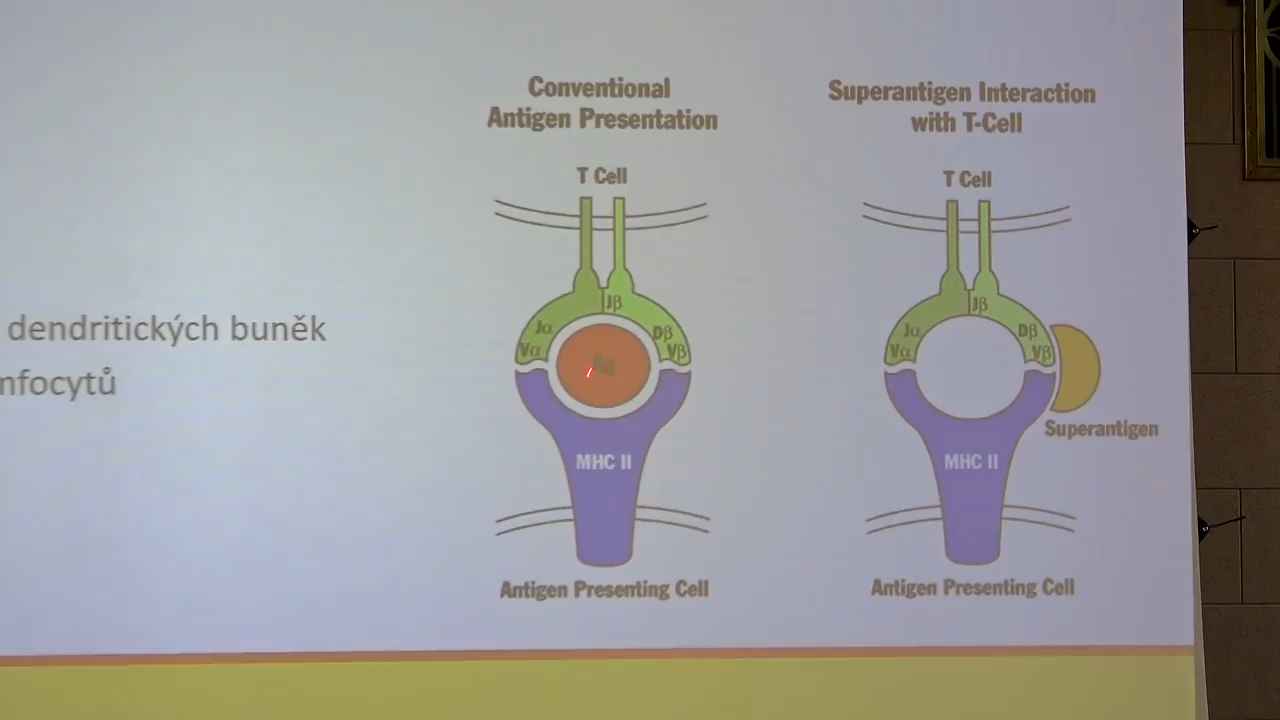 dendritických buněk
mfocytů
Conventional
Antigen Presentation
T Cell
Jβ
Jα
Dβ
Vα
Vβ
MHC II
Antigen Presenting Cell
Superantigen Interaction
with T-Cell
T Cell
Jβ
Jα
Dβ
Vα
Vβ
Superantigen
MHC II
Antigen Presenting Cell